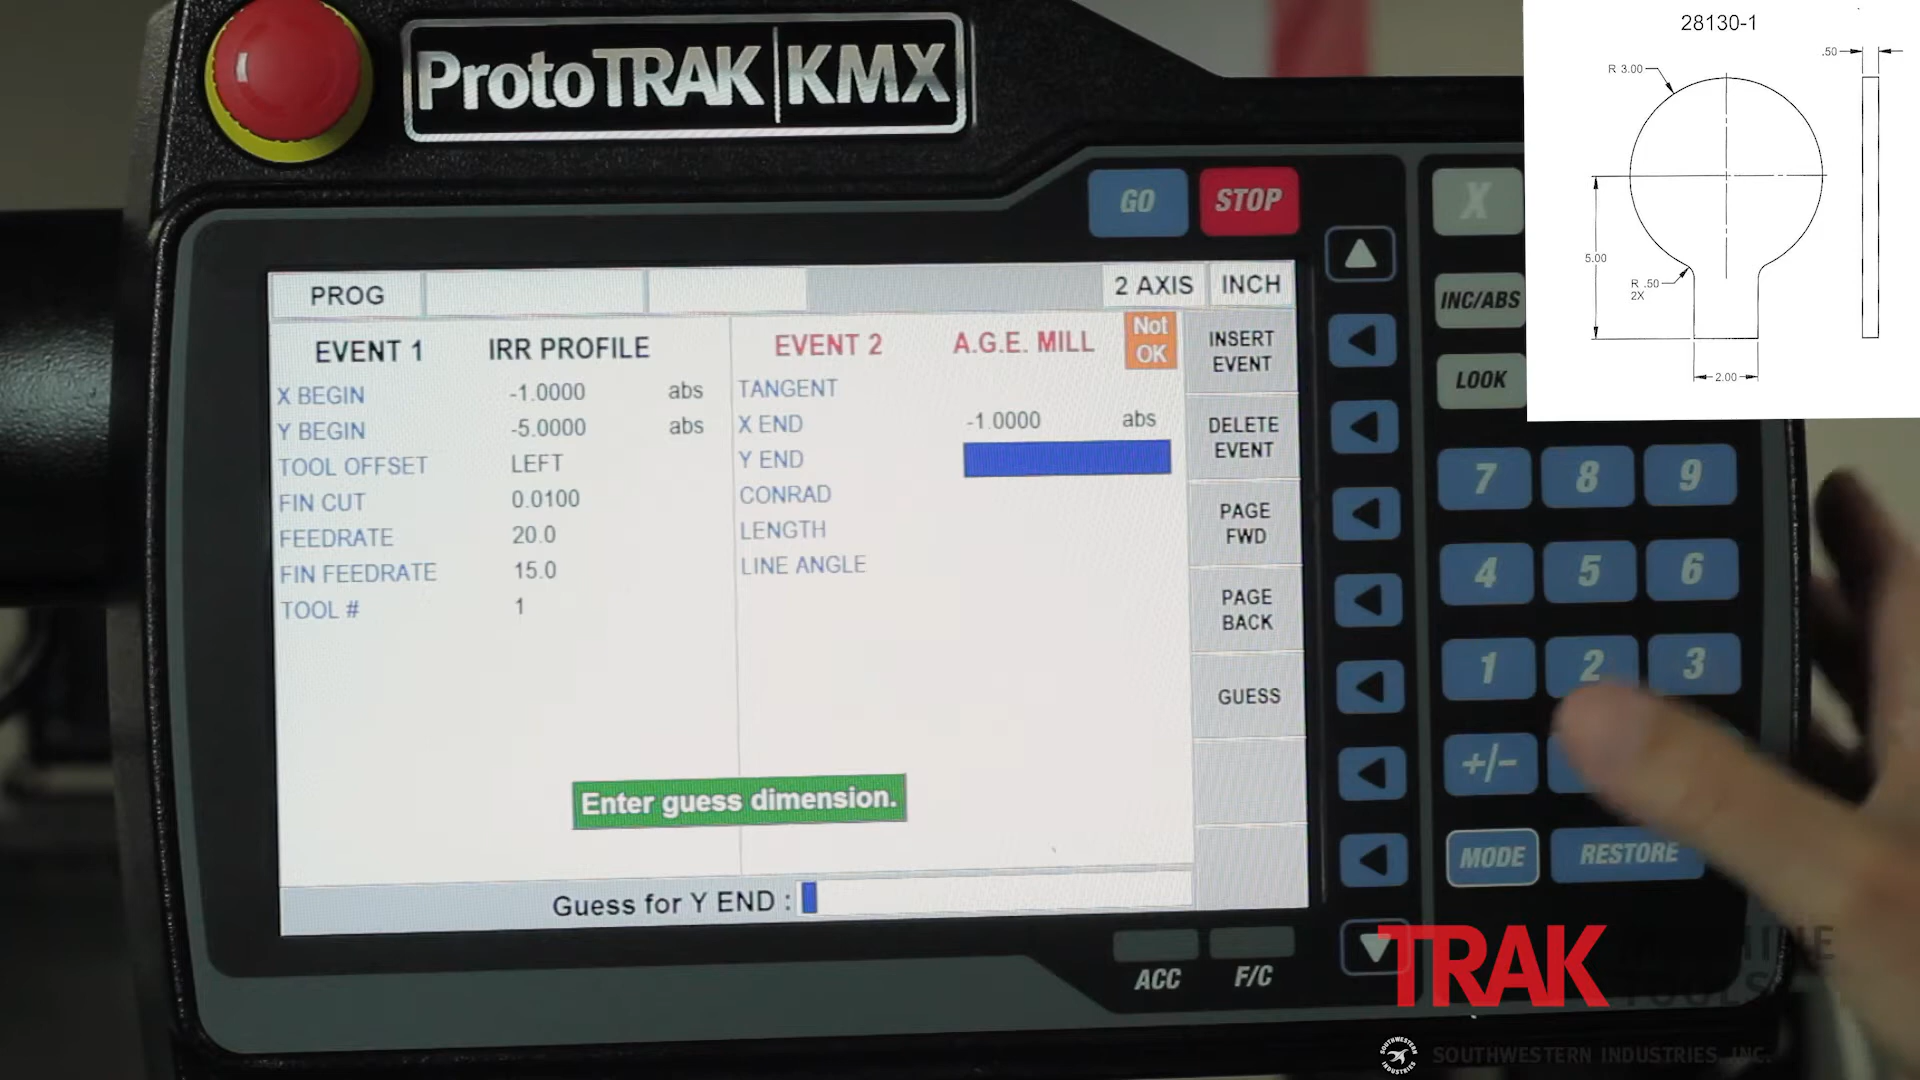 ProtoTRAK KMX
GO
STOP
X
INC/ABS
LOOK
7 8 9
4 5 6
1 2 3
+/-
MODE
RESTORE
ACC
F/C
PROG
2 AXIS
INCH
EVENT 1 IRR PROFILE
X BEGIN -1.0000 abs
Y BEGIN -5.0000 abs
TOOL OFFSET LEFT
FIN CUT 0.0100
FEEDRATE 20.0
FIN FEEDRATE 15.0
TOOL # 1
EVENT 2 A.G.E. MILL
Not
OK
TANGENT
X END -1.0000 abs
Y END
CONRAD
LENGTH
LINE ANGLE
INSERT
EVENT
DELETE
EVENT
PAGE
FWD
PAGE
BACK
GUESS
Enter guess dimension.
Guess for Y END :
28130-1
.50
R 3.00
5.00
R .50
2X
2.00
TRAK
SOUTHWESTERN INDUSTRIES, INC.
SOUTHWESTERN
INDUSTRIES